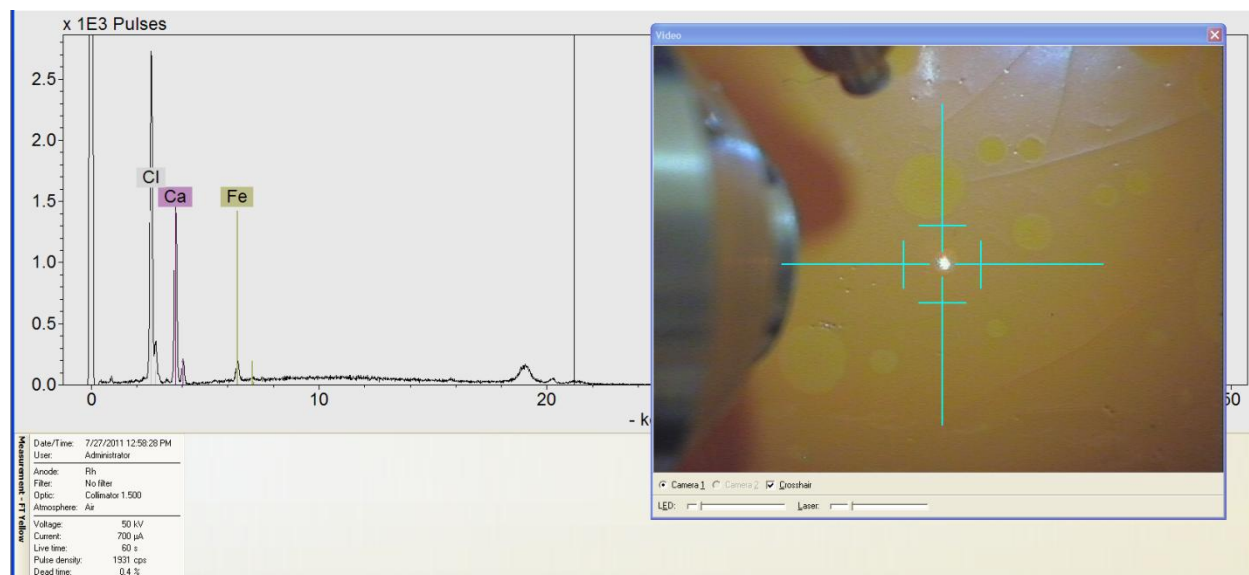 x 1E3 Pulses
Video
2.5
2.0
1.5
1.0
0.5
0.0
Cl
Ca
Fe
0
10
20
- ke
50
Measurement - FT Yellow
Date/Time: 7/27/2011 12:58:28 PM
User: Administrator
Anode: Rh
Filter: No filter
Optic: Collimator 1.500
Atmosphere: Air
Voltage: 50 kV
Current: 700 µA
Live time: 60 s
Pulse density: 1931 cps
Dead time: 0.4 %
Camera 1 Camera 2 Crosshair
LED: Laser: